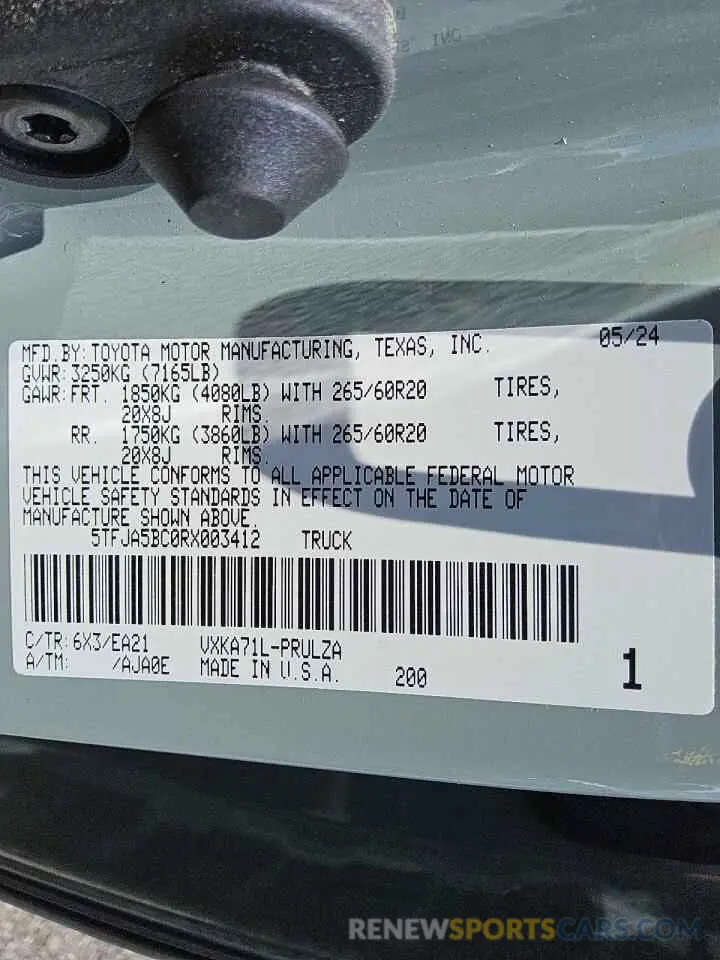 MFD.BY:TOYOTA MOTOR MANUFACTURING, TEXAS, INC. 05/24
GVWR:3250KG (7165LB)
GAWR:FRT. 1850KG (4080LB) WITH 265/60R20 TIRES,
20X8J RIMS.
RR. 1750KG (3860LB) WITH 265/60R20 TIRES,
20X8J RIMS.
THIS VEHICLE CONFORMS TO ALL APPLICABLE FEDERAL MOTOR
VEHICLE SAFETY STANDARDS IN EFFECT ON THE DATE OF
MANUFACTURE SHOWN ABOVE.
5TFJA5BC0RX003412 TRUCK
C/TR:6X3/EA21 VXKA71L-PRULZA
A/TM: /AJA0E MADE IN U.S.A. 200 1
RENEWSPORTSCAR.COM